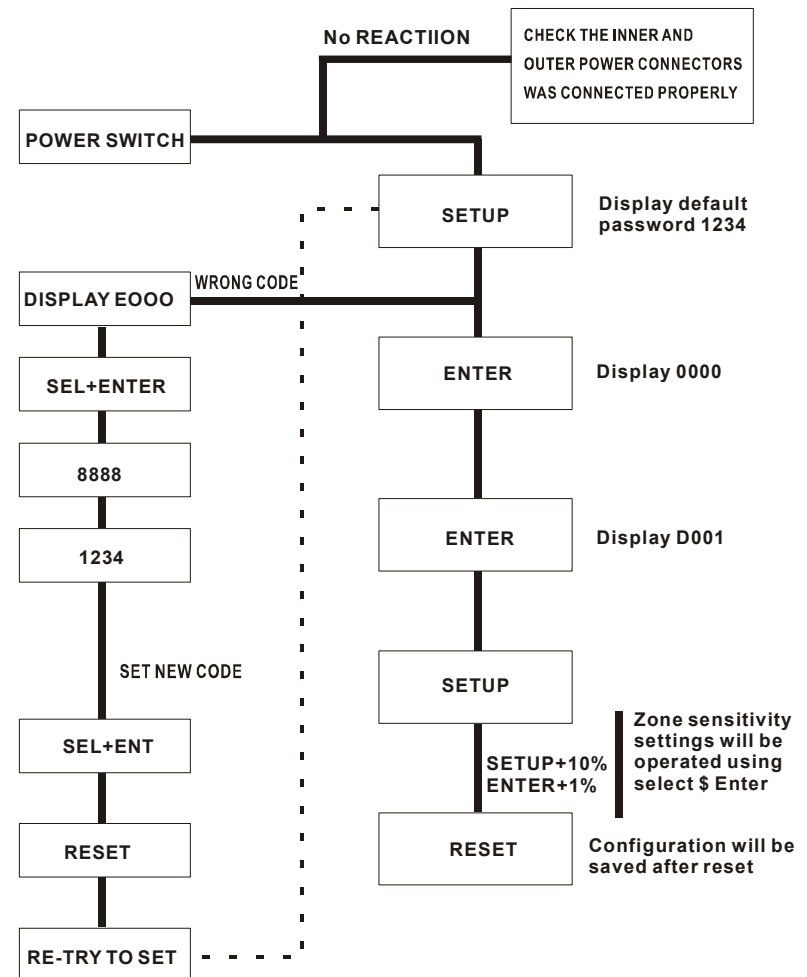 No REACTIION
CHECK THE INNER AND
OUTER POWER CONNECTORS
WAS CONNECTED PROPERLY
POWER SWITCH
SETUP
Display default
password 1234
WRONG CODE
DISPLAY EOOO
ENTER
Display 0000
SEL+ENTER
8888
ENTER
Display D001
1234
SET NEW CODE
SETUP
SEL+ENT
SETUP+10%
ENTER+1%
Zone sensitivity
settings will be
operated using
select $ Enter
RESET
RESET
Configuration will be
saved after reset
RE-TRY TO SET